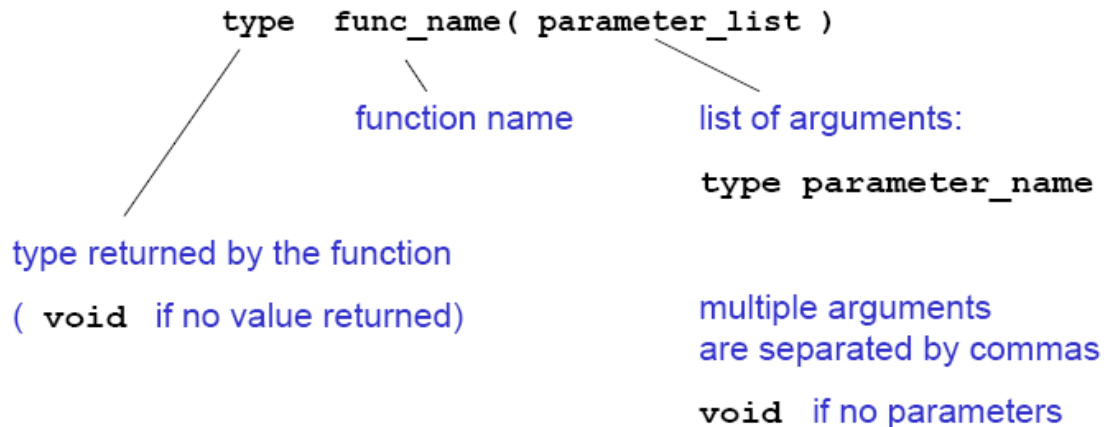 type func_name( parameter_list )
function name
list of arguments:
type parameter_name
type returned by the function
( void if no value returned)
multiple arguments
are separated by commas
void if no parameters